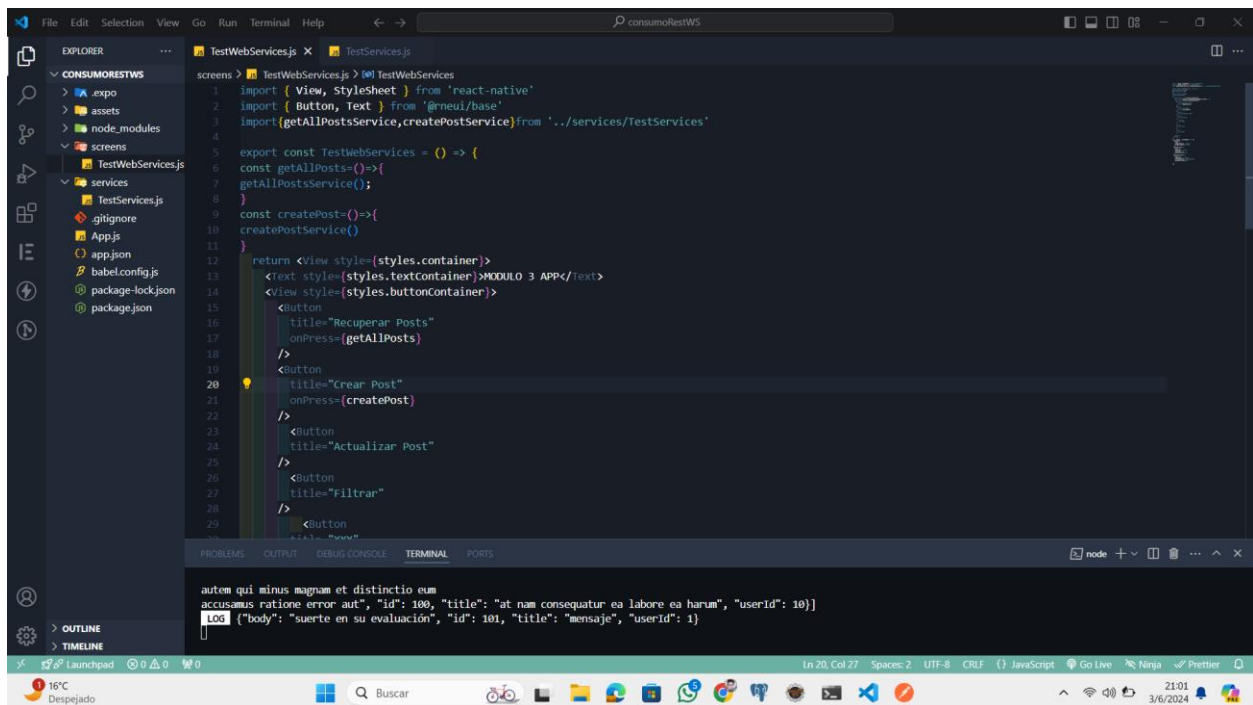 File Edit Selection View Go Run Terminal Help
consumoRestWS
EXPLORER
CONSUMORESTWS
.expo
assets
node_modules
screens
TestWebServices.js
services
TestServices.js
.gitignore
App.js
app.json
babel.config.js
package-lock.json
package.json
OUTLINE
TIMELINE
TestWebServices.js TestServices.js
screens > TestWebServices.js > TestWebServices
1 import { View, StyleSheet } from 'react-native'
2 import { Button, Text } from '@rneui/base'
3 import{getAllPostsService,createPostService}from '../services/TestServices'
4
5 export const TestWebServices = () => {
6 const getAllPosts=()=>{
7 getAllPostsService();
8 }
9 const createPost=()=>{
10 createPostService()
11 }
12 return <View style={styles.container}>
13 <Text style={styles.textContainer}>MODULO 3 APP</Text>
14 <View style={styles.buttonContainer}>
15 <Button
16 title="Recuperar Posts"
17 onPress={getAllPosts}
18 />
19 <Button
20 title="Crear Post"
21 onPress={createPost}
22 />
23 <Button
24 title="Actualizar Post"
25 />
26 <Button
27 title="Filtrar"
28 />
29 <Button
PROBLEMS OUTPUT DEBUG CONSOLE TERMINAL PORTS
node
autem qui minus magnam et distinctio eum
accusamus ratione error aut", "id": 100, "title": "at nam consequatur ea labore ea harum", "userId": 10}]
LOG {"body": "suerte en su evaluación", "id": 101, "title": "mensaje", "userId": 1}
Launchpad 0 0 0
Ln 20, Col 27 Spaces: 2 UTF-8 CRLF {} JavaScript Go Live Ninja Prettier
1
16°C
Despejado
Buscar
5
21:01
3/6/2024